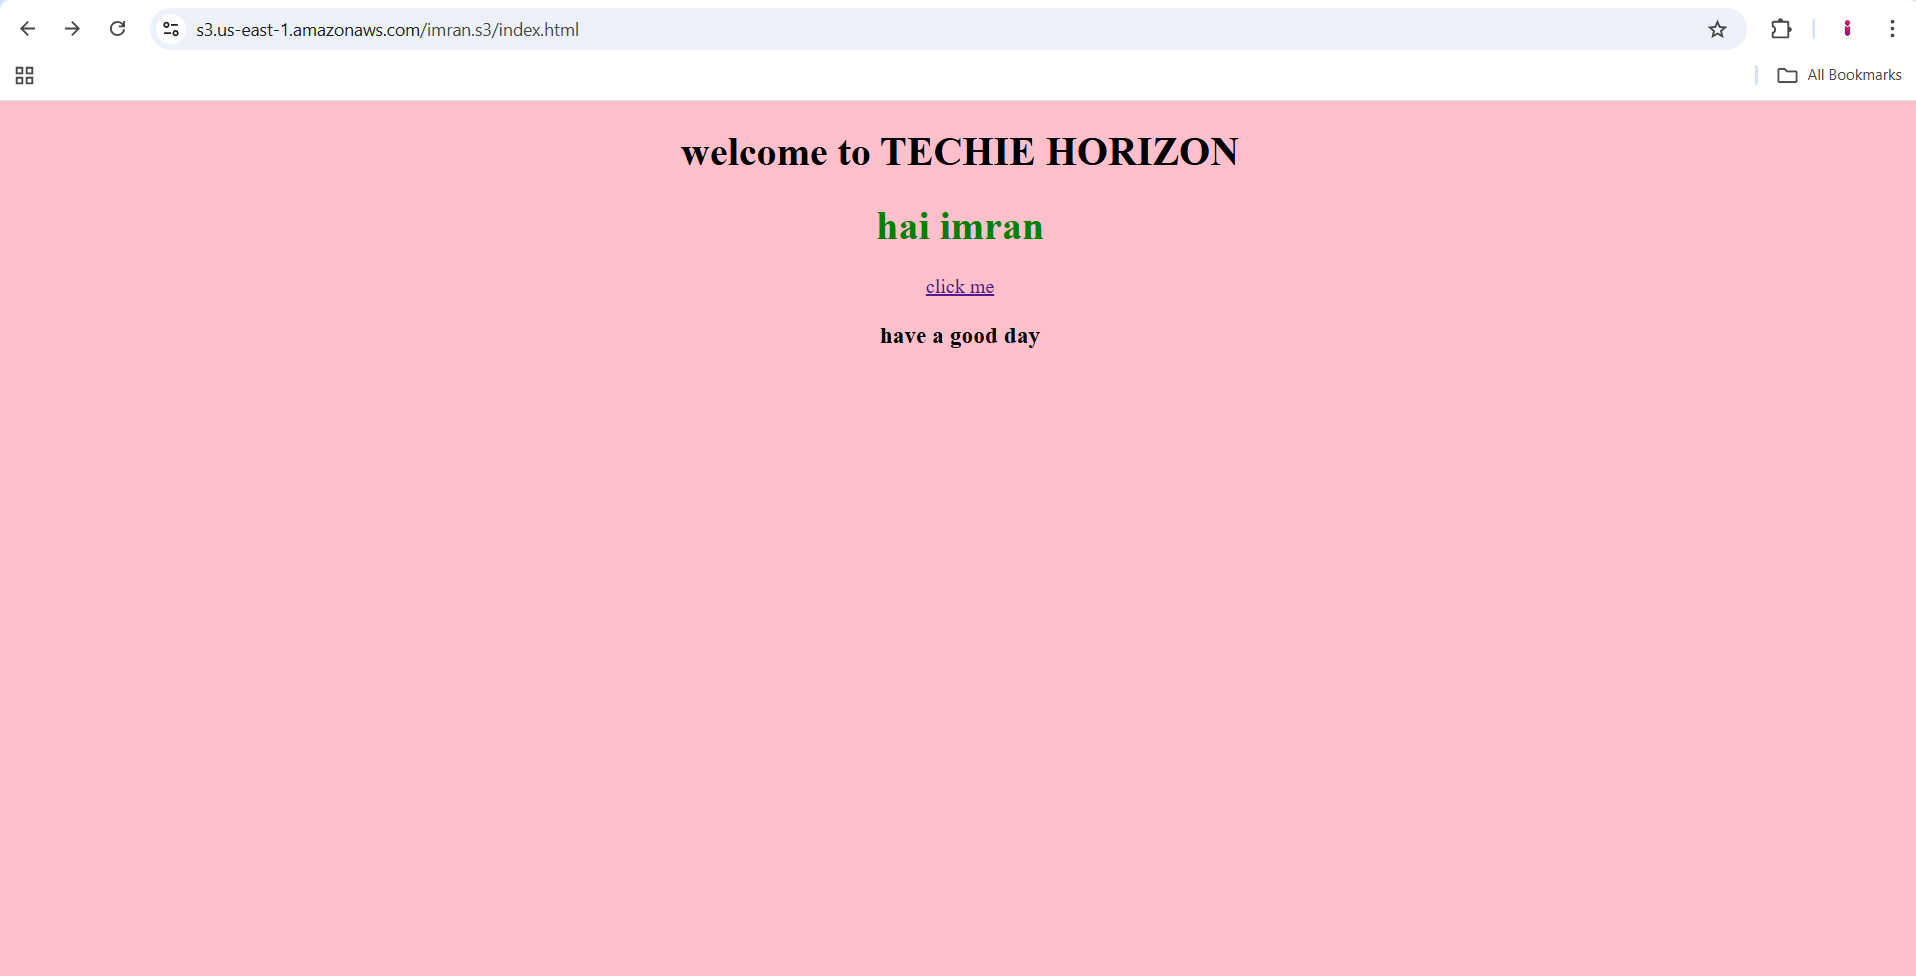 s3.us-east-1.amazonaws.com/imran.s3/index.html
All Bookmarks
welcome to TECHIE HORIZON
hai imran
click me
have a good day